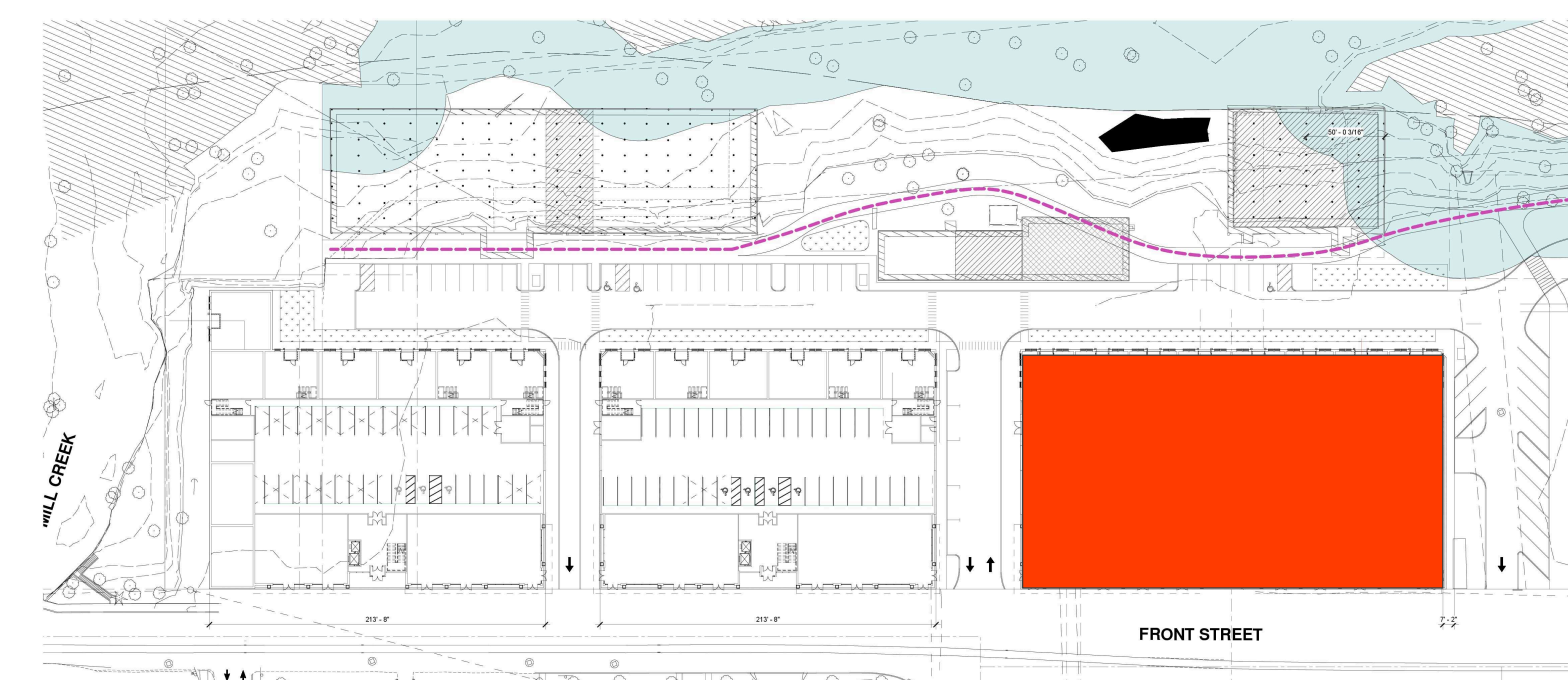 50' - 0 3/16"
MILL CREEK
213' - 8"
213' - 8"
7' - 2"
FRONT STREET